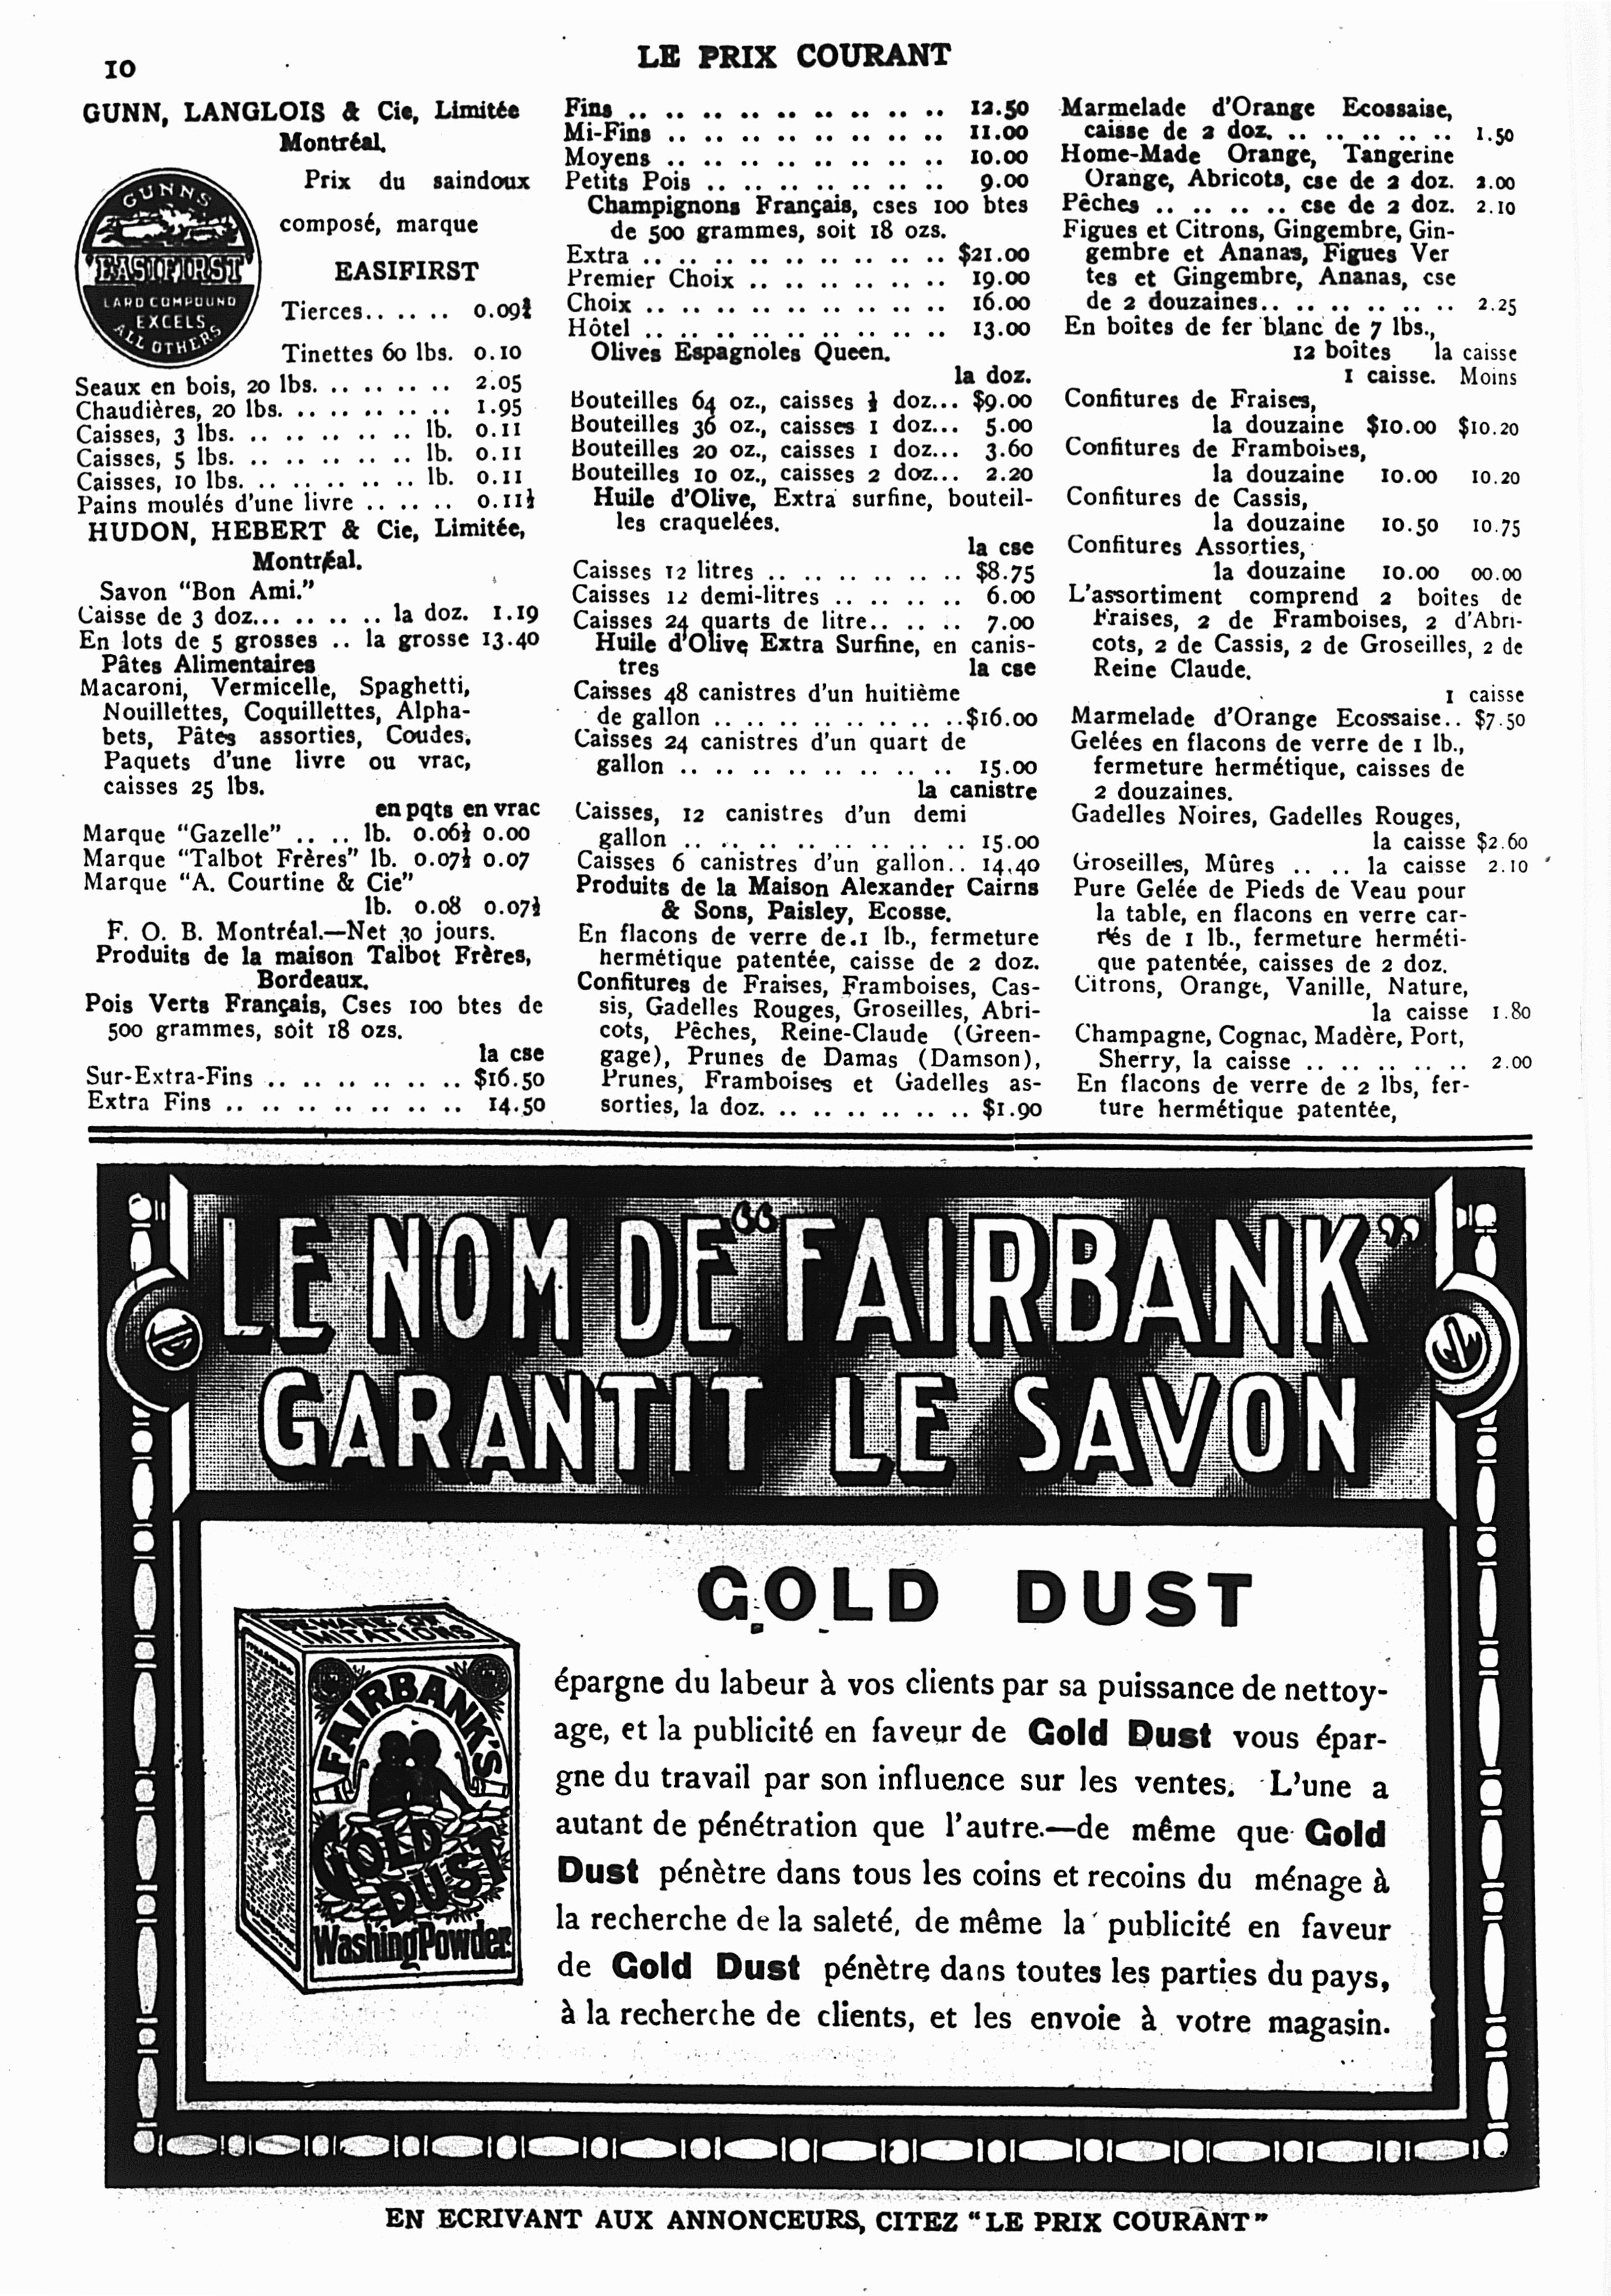 10
LE PRIX COURANT
GUNN, LANGLOIS & Cie, Limitée
Montréal.
GUNNS
"EASIFIRST"
LARD COMPOUND
EXCELS
ALL OTHERS
Prix du saindoux
composé, marque
EASIFIRST
Tierces.. .. .. .. 0.09¾
Tinettes 60 lbs. 0.10
Seaux en bois, 20 lbs. .. .. .. .. 2.05
Chaudières, 20 lbs. .. .. .. .. .. 1.95
Caisses, 3 lbs. .. .. .. .. .. .. lb. 0.11
Caisses, 5 lbs. .. .. .. .. .. .. lb. 0.11
Caisses, 10 lbs. .. .. .. .. .. .. lb. 0.11
Pains moulés d'une livre .. .. .. 0.11½
HUDON, HEBERT & Cie, Limitée,
Montréal.
Savon "Bon Ami."
Caisse de 3 doz... .. .. .. la doz. 1.19
En lots de 5 grosses .. la grosse 13.40
Pâtes Alimentaires
Macaroni, Vermicelle, Spaghetti,
Nouillettes, Coquillettes, Alpha-
bets, Pâtes assorties, Coudes,
Paquets d'une livre ou vrac,
caisses 25 lbs.
en pqts en vrac
Marque "Gazelle" .. .. lb. 0.06½ 0.00
Marque "Talbot Frères" lb. 0.07½ 0.07
Marque "A. Courtine & Cie"
lb. 0.08 0.07½
F. O. B. Montréal.—Net 30 jours.
Produits de la maison Talbot Frères,
Bordeaux.
Pois Verts Français, Cses 100 btes de
500 grammes, soit 18 ozs.
la cse
Sur-Extra-Fins .. .. .. .. .. .. $16.50
Extra Fins .. .. .. .. .. .. .. 14.50
Fins .. .. .. .. .. .. .. .. .. 12.50
Mi-Fins .. .. .. .. .. .. .. .. 11.00
Moyens .. .. .. .. .. .. .. .. 10.00
Petits Pois .. .. .. .. .. .. .. 9.00
Champignons Français, cses 100 btes
de 500 grammes, soit 18 ozs.
Extra .. .. .. .. .. .. .. .. .. $21.00
Premier Choix .. .. .. .. .. .. 19.00
Choix .. .. .. .. .. .. .. .. .. 16.00
Hôtel .. .. .. .. .. .. .. .. .. 13.00
Olives Espagnoles Queen.
la doz.
Bouteilles 64 oz., caisses ½ doz... $9.00
Bouteilles 36 oz., caisses 1 doz... 5.00
Bouteilles 20 oz., caisses 1 doz... 3.60
Bouteilles 10 oz., caisses 2 doz... 2.20
Huile d'Olive, Extra surfine, bouteil-
les craquelées.
la cse
Caisses 12 litres .. .. .. .. .. .. $8.75
Caisses 12 demi-litres .. .. .. .. 6.00
Caisses 24 quarts de litre.. .. .. 7.00
Huile d'Olive Extra Surfine, en canis-
tres la cse
Caisses 48 canistres d'un huitième
de gallon .. .. .. .. .. .. .. ..$16.00
Caisses 24 canistres d'un quart de
gallon .. .. .. .. .. .. .. .. 15.00
la canistre
Caisses, 12 canistres d'un demi
gallon .. .. .. .. .. .. .. .. 15.00
Caisses 6 canistres d'un gallon.. 14.40
Produits de la Maison Alexander Cairns
& Sons, Paisley, Ecosse.
En flacons de verre de.1 lb., fermeture
hermétique patentée, caisse de 2 doz.
Confitures de Fraises, Framboises, Cas-
sis, Gadelles Rouges, Groseilles, Abri-
cots, Pêches, Reine-Claude (Green-
gage), Prunes de Damas (Damson),
Prunes, Framboises et Gadelles as-
sorties, la doz. .. .. .. .. .. .. $1.90
Marmelade d'Orange Ecossaise,
caisse de 2 doz. .. .. .. .. .. 1.50
Home-Made Orange, Tangerine
Orange, Abricots, cse de 2 doz. 2.00
Pêches .. .. .. .. cse de 2 doz. 2.10
Figues et Citrons, Gingembre, Gin-
gembre et Ananas, Figues Ver
tes et Gingembre, Ananas, cse
de 2 douzaines.. .. .. .. .. .. 2.25
En boîtes de fer blanc de 7 lbs.,
12 boites la caisse
1 caisse. Moins
Confitures de Fraises,
la douzaine $10.00 $10.20
Confitures de Framboises,
la douzaine 10.00 10.20
Confitures de Cassis,
la douzaine 10.50 10.75
Confitures Assorties,
la douzaine 10.00 00.00
L'assortiment comprend 2 boîtes de
Fraises, 2 de Framboises, 2 d'Abri-
cots, 2 de Cassis, 2 de Groseilles, 2 de
Reine Claude.
1 caisse
Marmelade d'Orange Ecossaise.. $7.50
Gelées en flacons de verre de 1 lb.,
fermeture hermétique, caisses de
2 douzaines.
Gadelles Noires, Gadelles Rouges,
la caisse $2.60
Groseilles, Mûres .. .. la caisse 2.10
Pure Gelée de Pieds de Veau pour
la table, en flacons en verre car-
rés de 1 lb., fermeture herméti-
que patentée, caisses de 2 doz.
Citrons, Orange, Vanille, Nature,
la caisse 1.80
Champagne, Cognac, Madère, Port,
Sherry, la caisse .. .. .. .. .. 2.00
En flacons de verre de 2 lbs, fer-
ture hermétique patentée,
LE NOM DE "FAIRBANK"
GARANTIT LE SAVON
GOLD DUST
BEWARE OF
IMITATIONS
FAIRBANK'S
GOLD
DUST
Washing Powder
épargne du labeur à vos clients par sa puissance de nettoy-
age, et la publicité en faveur de Gold Dust vous épar-
gne du travail par son influence sur les ventes. L'une a
autant de pénétration que l'autre.—de même que Gold
Dust pénètre dans tous les coins et recoins du ménage à
la recherche de la saleté, de même la publicité en faveur
de Gold Dust pénètre dans toutes les parties du pays,
à la recherche de clients, et les envoie à votre magasin.
EN ECRIVANT AUX ANNONCEURS, CITEZ "LE PRIX COURANT"